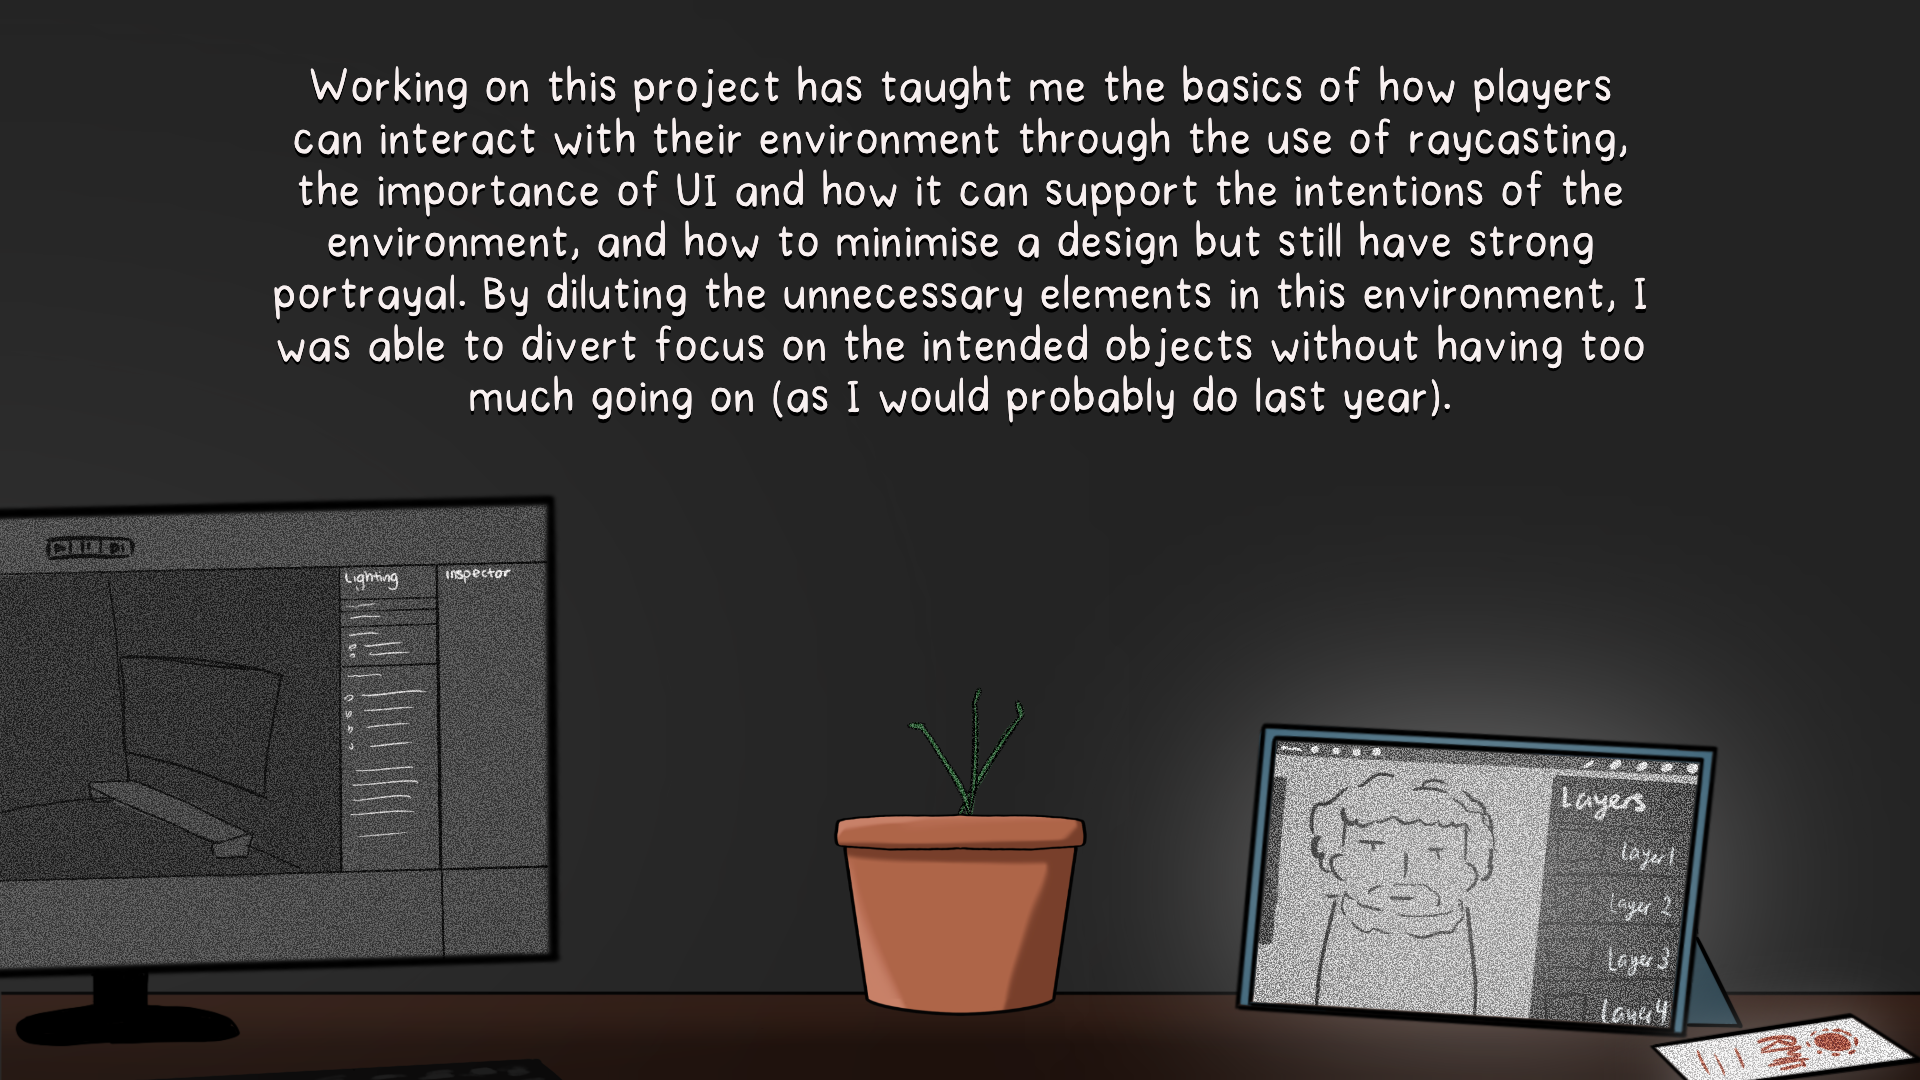 Working on this project has taught me the basics of how players
can interact with their environment through the use of raycasting,
the importance of UI and how it can support the intentions of the
environment, and how to minimise a design but still have strong
portrayal. By diluting the unnecessary elements in this environment, I
was able to divert focus on the intended objects without having too
much going on (as I would probably do last year).
Lighting
inspector
Layers
Layer 1
Layer 2
Layer 3
Layer 4